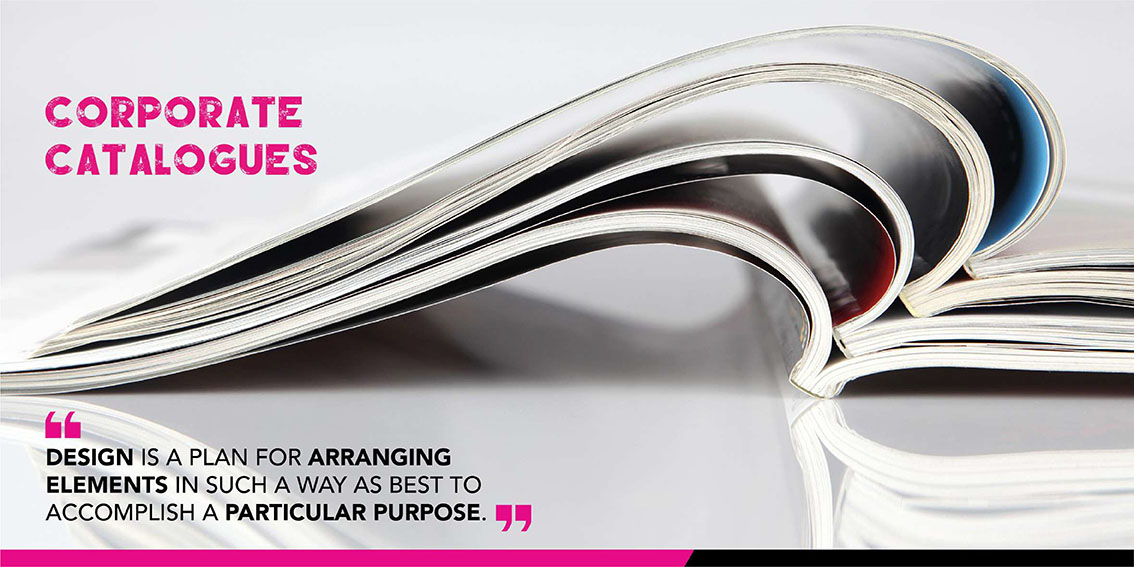 CORPORATE
CATALOGUES
❝
DESIGN IS A PLAN FOR ARRANGING
ELEMENTS IN SUCH A WAY AS BEST TO
ACCOMPLISH A PARTICULAR PURPOSE. ❞